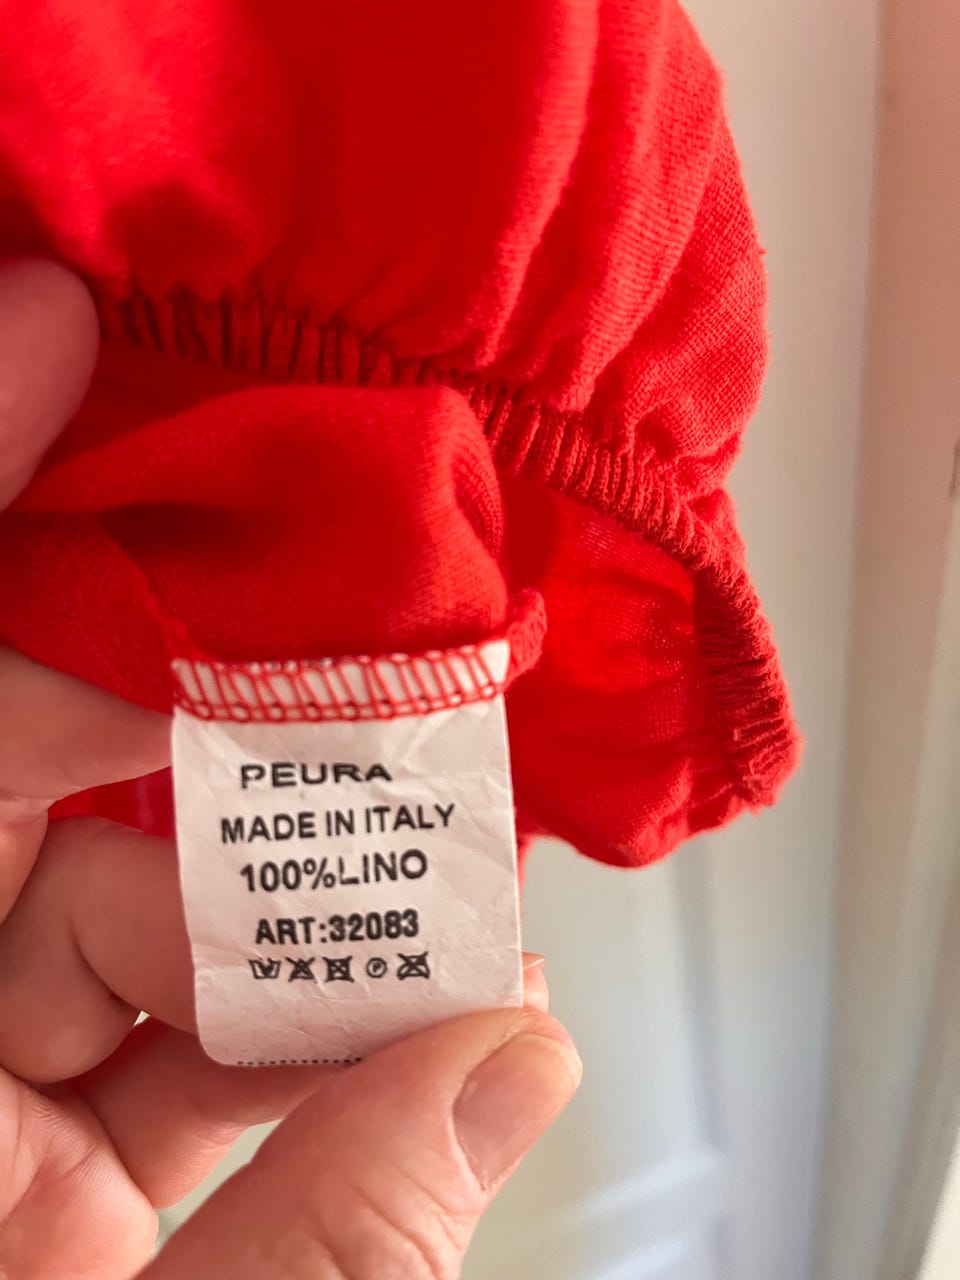 PEURA
MADE IN ITALY
100%LINO
ART:32083